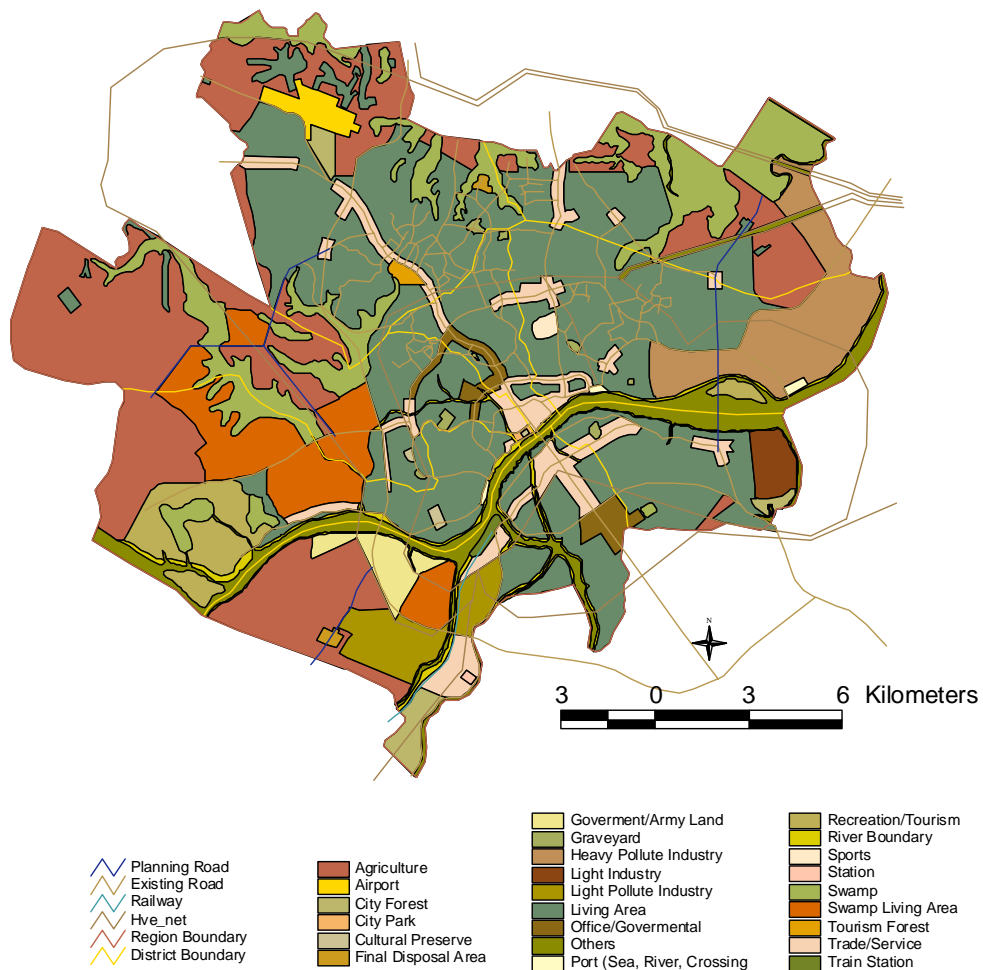 N
3 0 3 6 Kilometers
Planning Road
Existing Road
Railway
Hve_net
Region Boundary
District Boundary
Agriculture
Airport
City Forest
City Park
Cultural Preserve
Final Disposal Area
Goverment/Army Land
Graveyard
Heavy Pollute Industry
Light Industry
Light Pollute Industry
Living Area
Office/Govermental
Others
Port (Sea, River, Crossing
Recreation/Tourism
River Boundary
Sports
Station
Swamp
Swamp Living Area
Tourism Forest
Trade/Service
Train Station